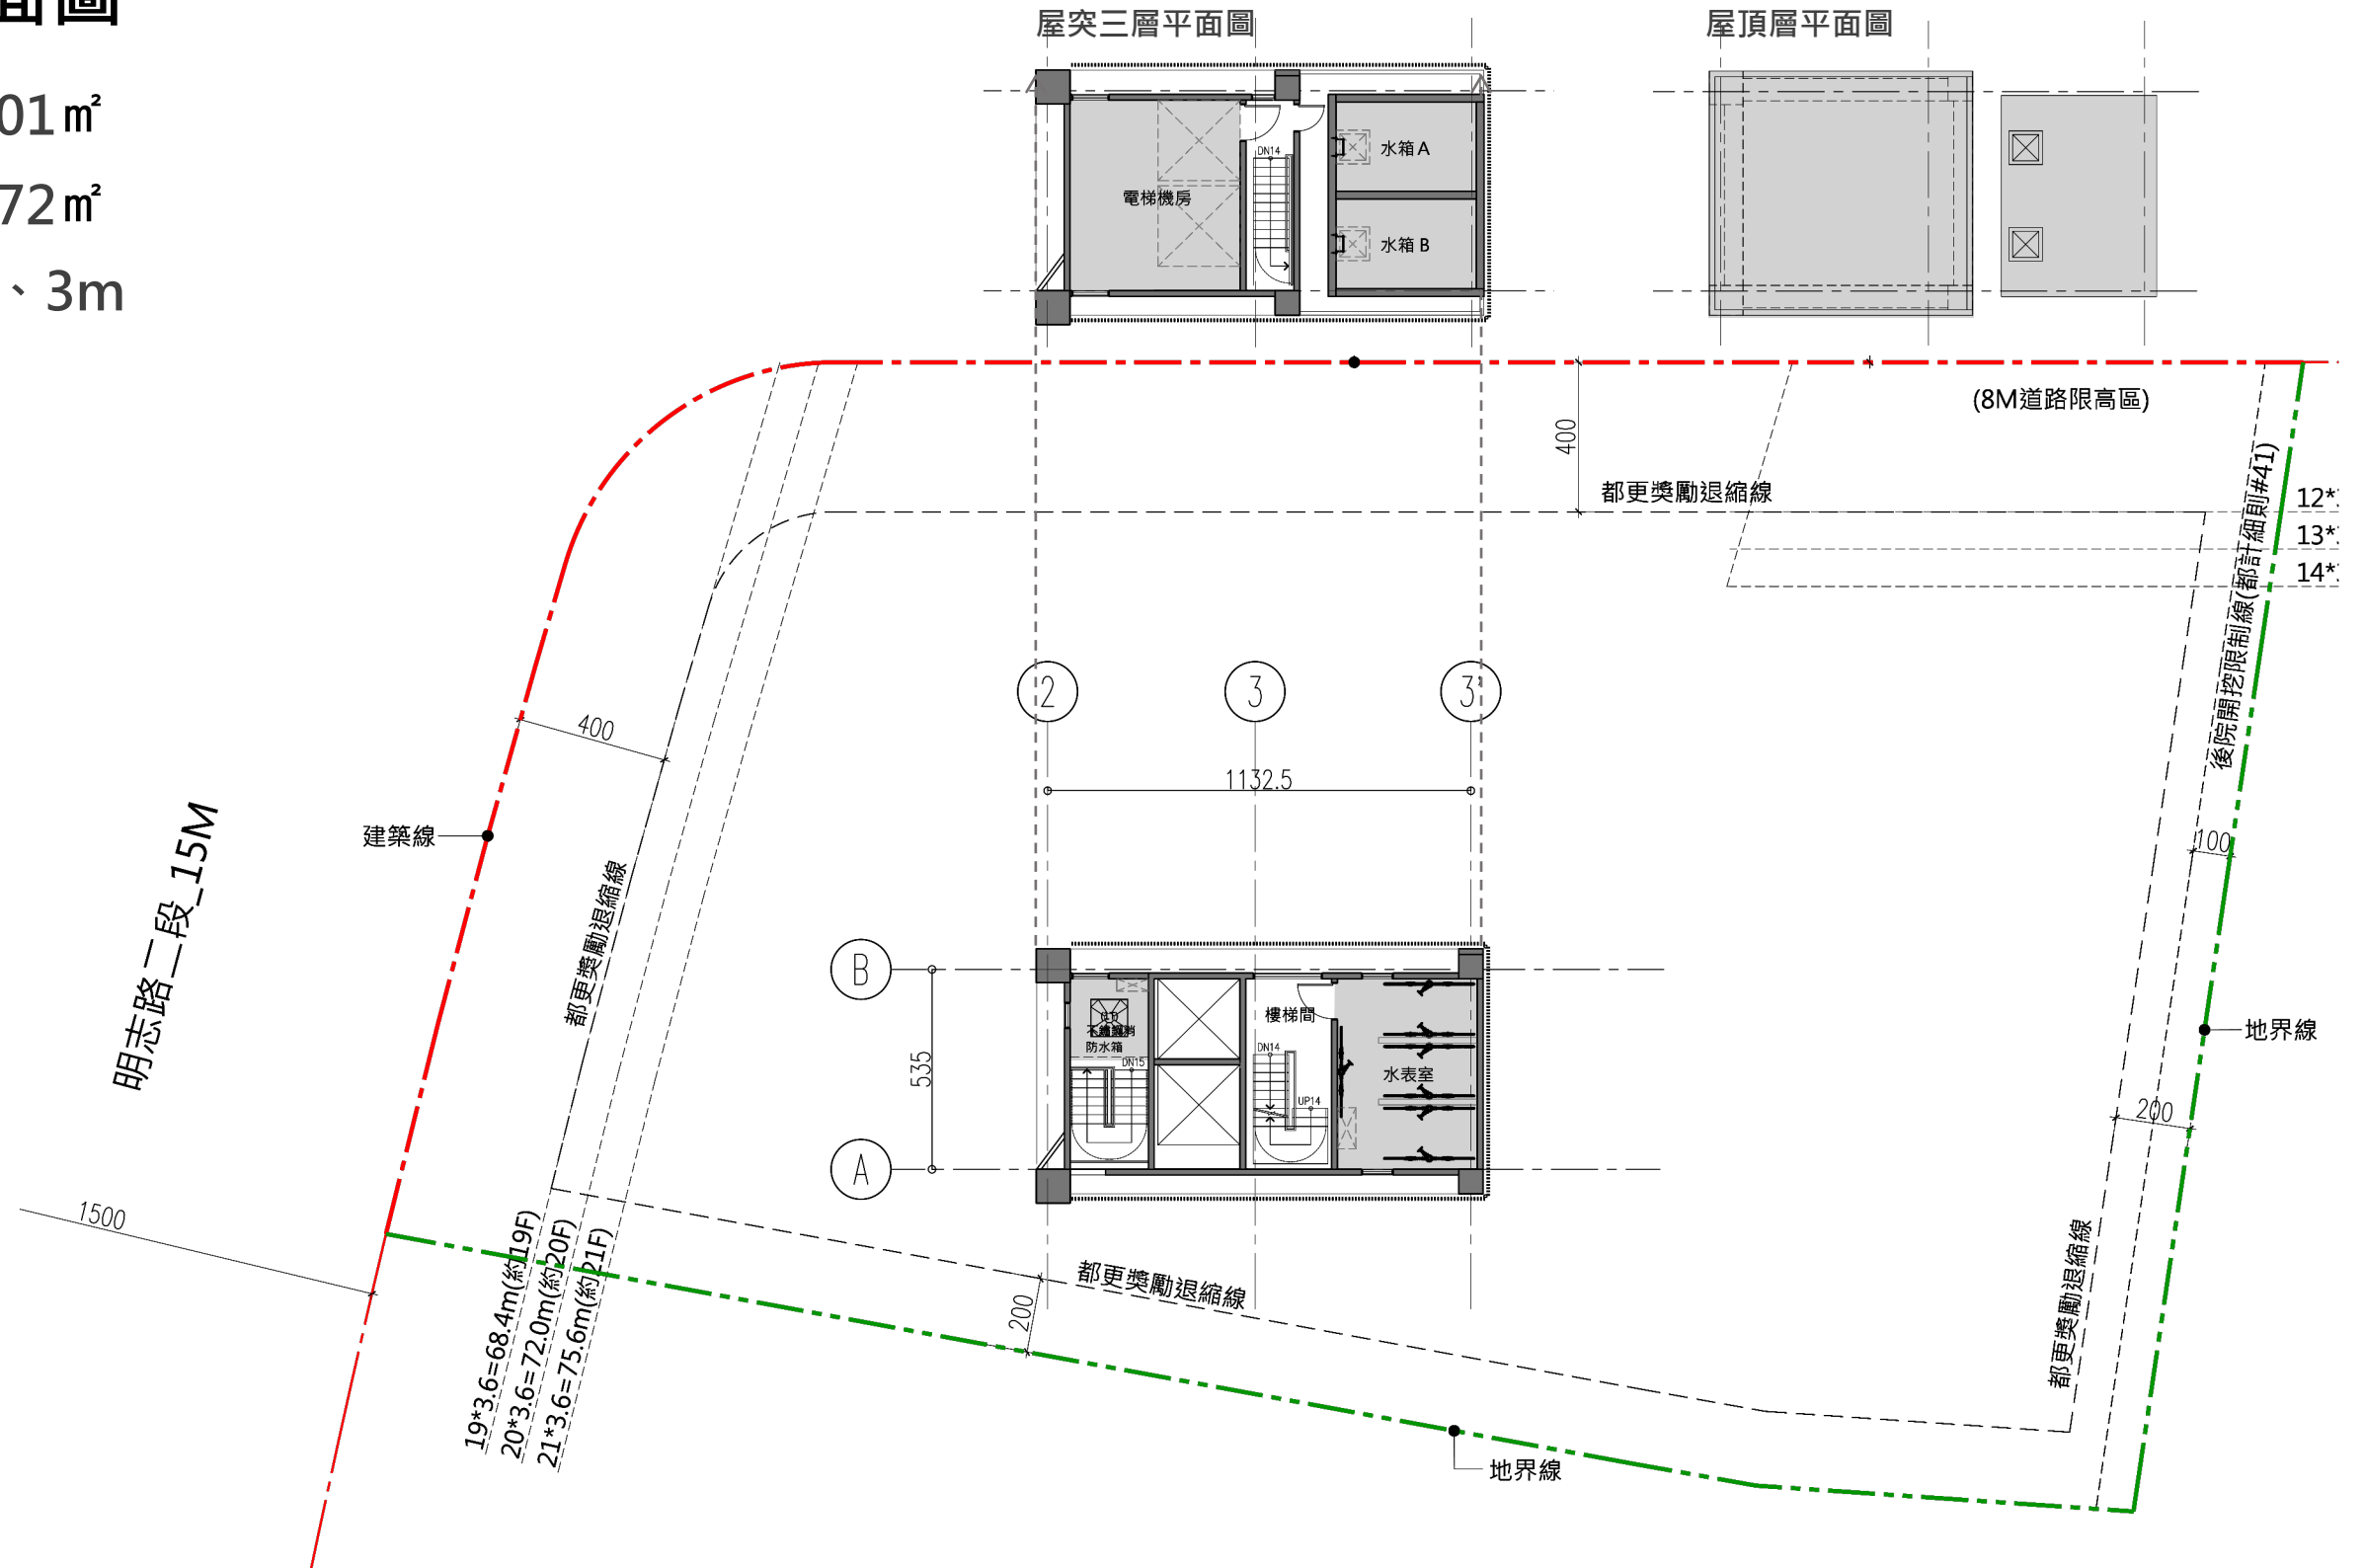 面圖
01㎡
72㎡
、3m
屋突三層平面圖
屋頂層平面圖
DN14
水箱A
電梯機房
水箱B
(8M道路限高區)
400
都更獎勵退縮線
12*
13*
14*
後院開挖限制線(都計細則#41)
2
3
3'
400
1132.5
建築線
明志路二段_15M
都更獎勵退縮線
100
B
樓梯間
防水箱
DN15
DN14
水表室
UP14
535
A
地界線
200
1500
19*3.6=68.4m(約19F)
20*3.6=72.0m(約20F)
21*3.6=75.6m(約21F)
都更獎勵退縮線
200
都更獎勵退縮線
地界線